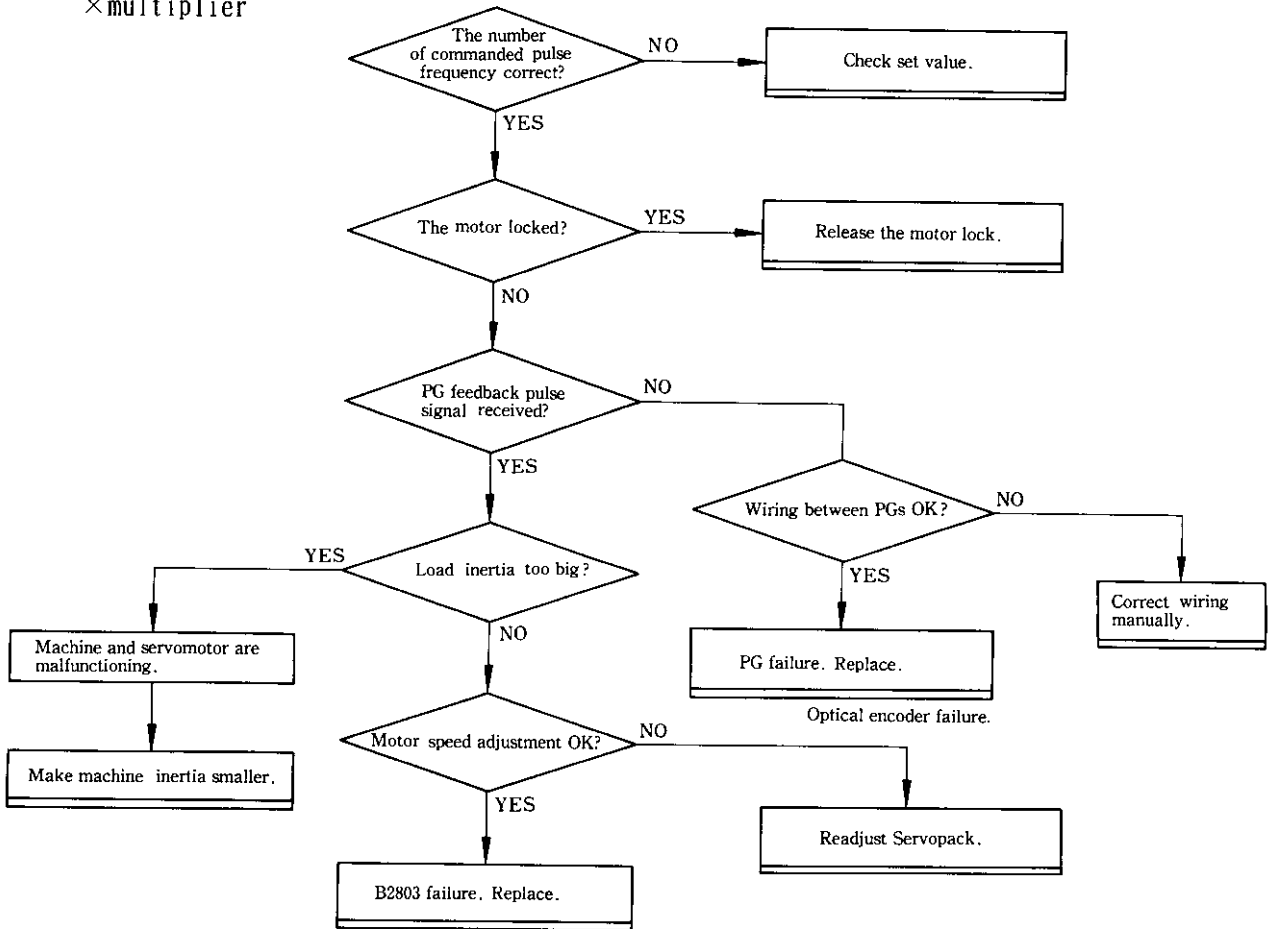 ×multiplier
The number
of commanded pulse
frequency correct?
NO
Check set value.
YES
The motor locked?
YES
Release the motor lock.
NO
PG feedback pulse
signal received?
NO
YES
Wiring between PGs OK?
NO
YES
Load inertia too big?
YES
Correct wiring
manually.
NO
Machine and servomotor are
malfunctioning.
PG failure. Replace.
Optical encoder failure.
Motor speed adjustment OK?
NO
Make machine inertia smaller.
YES
Readjust Servopack.
B2803 failure. Replace.